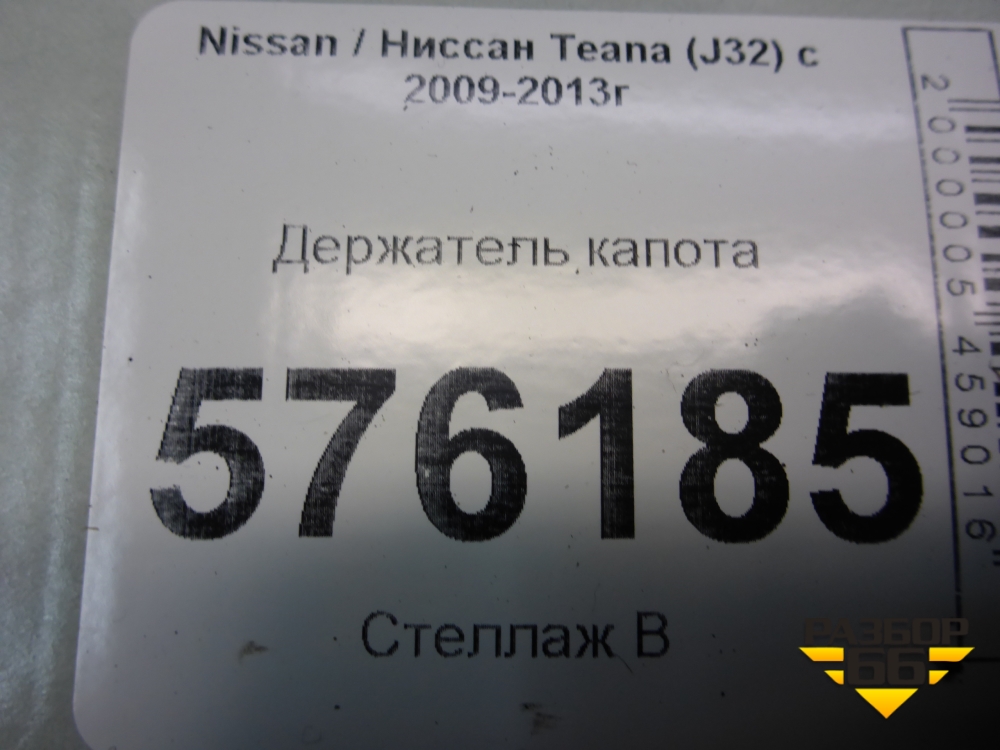 Nissan / Ниссан Teana (J32) с
2009-2013г
Держатель капота
576185
Стеллаж В
2000005459016
РАЗБОР
66